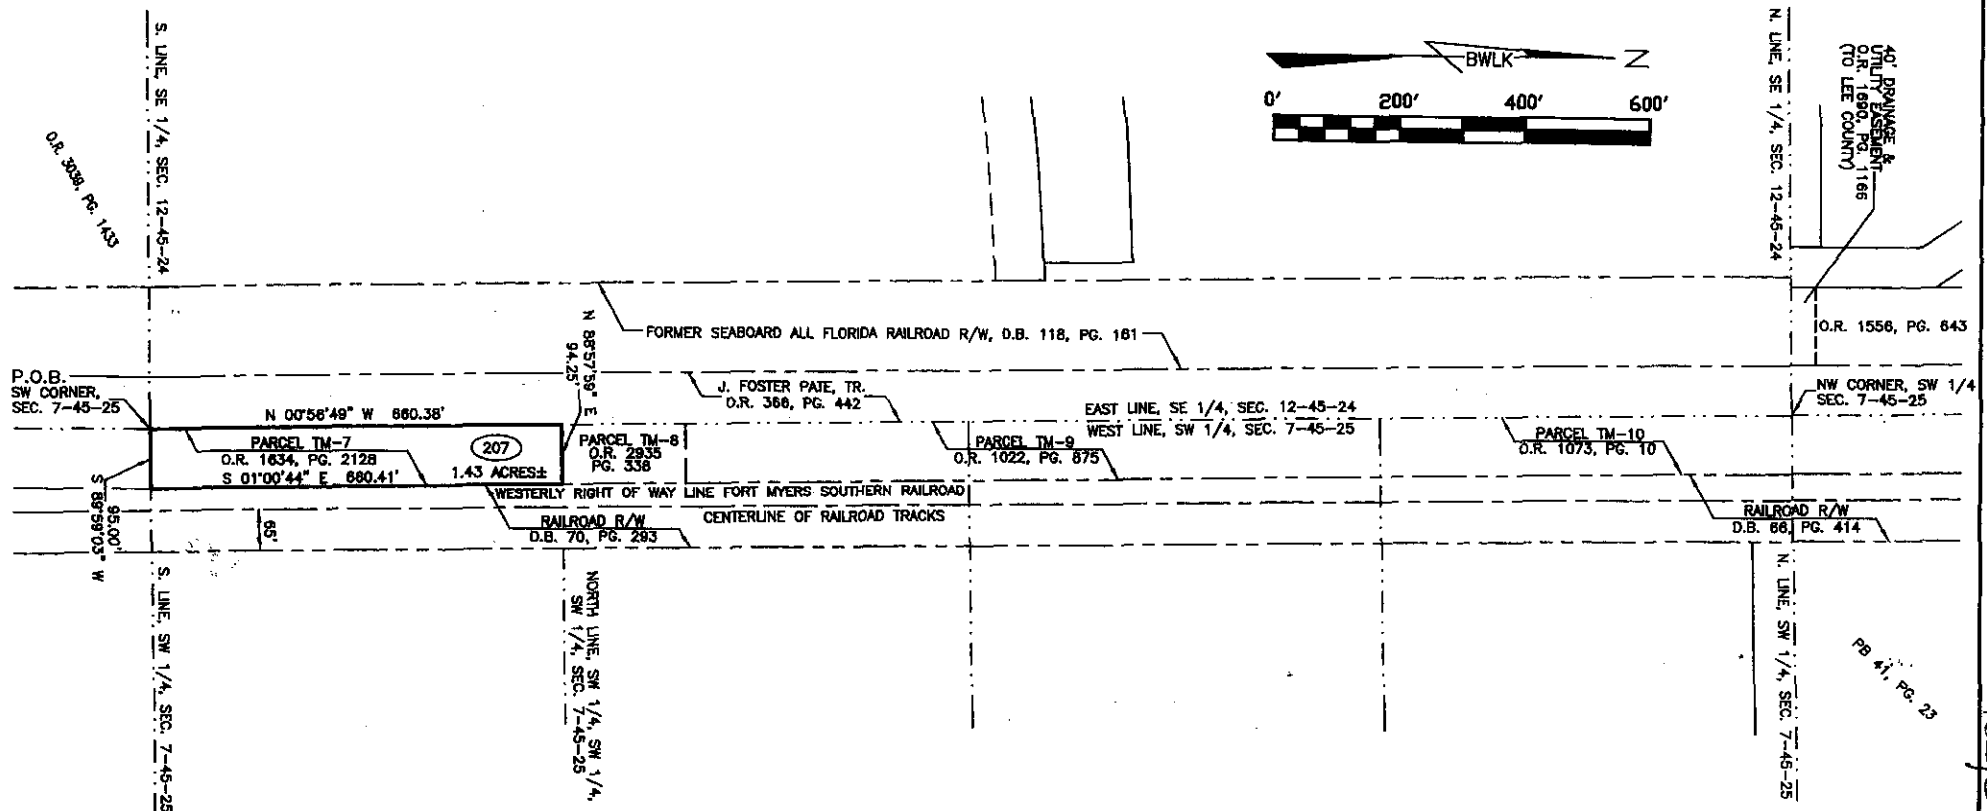 S. LINE, SE 1/4, SEC. 12-45-24
O.R. 3039, PG. 1433
BWLK
N
0' 200' 400' 600'
N. LINE, SE 1/4, SEC. 12-45-24
40' DRAINAGE &
UTILITY EASEMENT
O.R. 1690, PG. 1166
(TO LEE COUNTY)
O.R. 1556, PG. 643
FORMER SEABOARD ALL FLORIDA RAILROAD R/W, D.B. 118, PG. 161
N 88°57'59" E
94.25'
P.O.B.
SW CORNER,
SEC. 7-45-25
J. FOSTER PATE, TR.
O.R. 366, PG. 442
NW CORNER, SW 1/4
SEC. 7-45-25
N 00°56'49" W 660.38'
EAST LINE, SE 1/4, SEC. 12-45-24
WEST LINE, SW 1/4, SEC. 7-45-25
PARCEL TM-7
O.R. 1634, PG. 2128
207
1.43 ACRES±
S 01°00'44" E 660.41'
PARCEL TM-8
O.R. 2935
PG. 338
PARCEL TM-9
O.R. 1022, PG. 875
PARCEL TM-10
O.R. 1073, PG. 10
WESTERLY RIGHT OF WAY LINE FORT MYERS SOUTHERN RAILROAD
CENTERLINE OF RAILROAD TRACKS
RAILROAD R/W
D.B. 70, PG. 293
RAILROAD R/W
D.B. 66, PG. 414
65'
95.00'
S 89°59'03" W
S. LINE, SW 1/4, SEC. 7-45-25
NORTH LINE, SW 1/4, SW 1/4,
SW 1/4, SEC. 7-45-25
N. LINE, SW 1/4, SEC. 7-45-25
PB 41, PG. 23